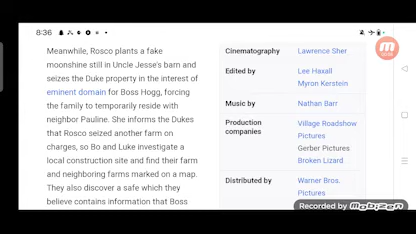 8:36
Meanwhile, Rosco plants a fake
moonshine still in Uncle Jesse's barn and
seizes the Duke property in the interest of
eminent domain for Boss Hogg, forcing
the family to temporarily reside with
neighbor Pauline. She informs the Dukes
that Rosco seized another farm on
charges, so Bo and Luke investigate a
local construction site and find their farm
and neighboring farms marked on a map.
They also discover a safe which they
believe contains information that Boss
Cinematography Lawrence Sher
Edited by Lee Haxall
Myron Kerstein
Music by Nathan Barr
Production Village Roadshow
companies Pictures
Gerber Pictures
Broken Lizard
Distributed by Warner Bros.
Pictures
Recorded by Mobizen